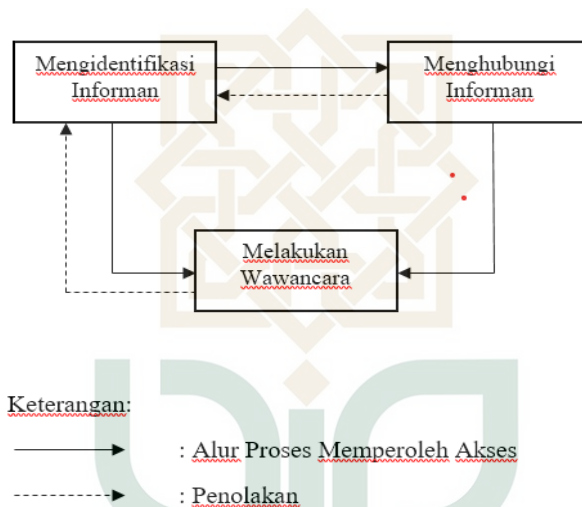 Mengidentifikasi
Informan
Menghubungi
Informan
Melakukan
Wawancara
Keterangan:
: Alur Proses Memperoleh Akses
: Penolakan